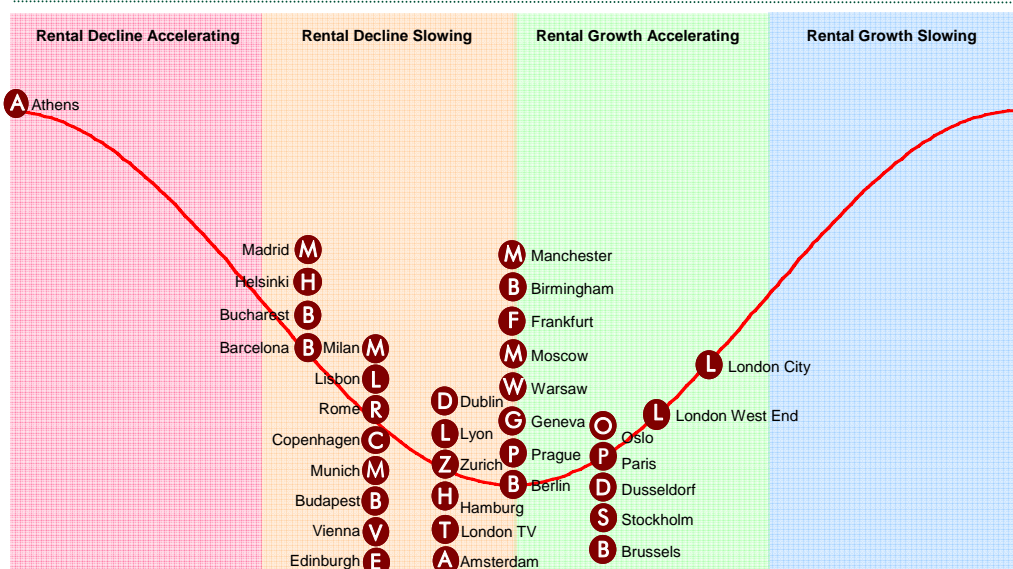 Rental Decline Accelerating
Rental Decline Slowing
Rental Growth Accelerating
Rental Growth Slowing
A Athens
Madrid M
Helsinki H
Bucharest B
Barcelona B
Milan M
Lisbon L
Rome R
Copenhagen C
Munich M
Budapest B
Vienna V
Edinburgh E
D Dublin
L Lyon
Z Zurich
H Hamburg
T London TV
A Amsterdam
M Manchester
B Birmingham
F Frankfurt
M Moscow
W Warsaw
G Geneva
P Prague
B Berlin
O Oslo
P Paris
D Dusseldorf
S Stockholm
B Brussels
L London West End
L London City